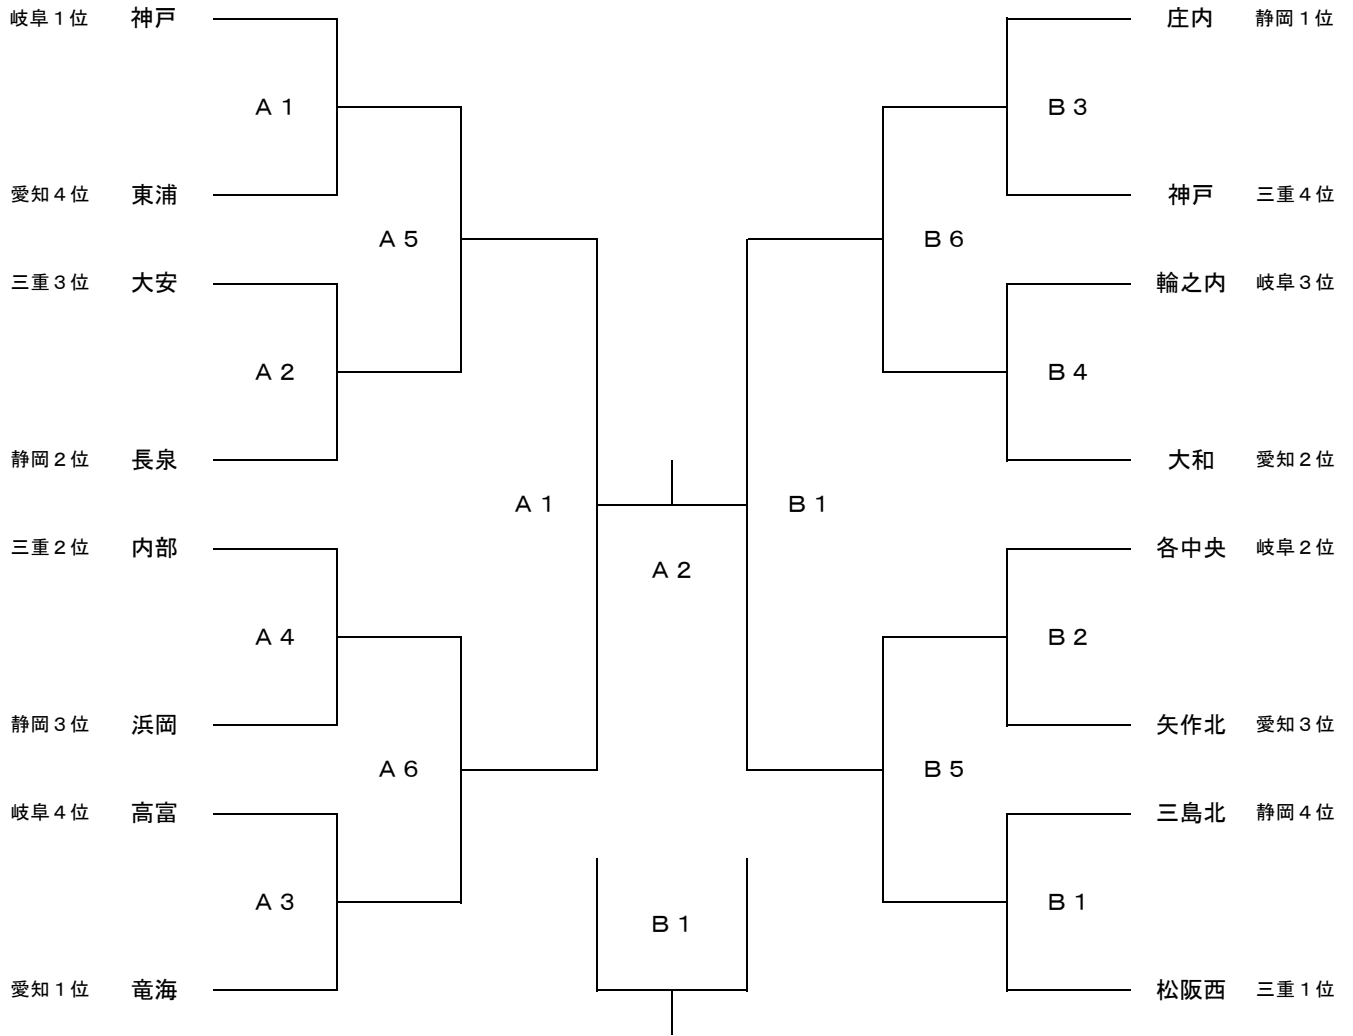 岐阜１位 神戸
Ａ１
愛知４位 東浦
Ａ５
三重３位 大安
Ａ２
静岡２位 長泉
Ａ１
三重２位 内部
Ａ４
静岡３位 浜岡
Ａ６
岐阜４位 高富
Ａ３
愛知１位 竜海
Ａ２
Ｂ１
庄内 静岡１位
Ｂ３
神戸 三重４位
Ｂ６
輪之内 岐阜３位
Ｂ４
大和 愛知２位
Ｂ１
各中央 岐阜２位
Ｂ２
矢作北 愛知３位
Ｂ５
三島北 静岡４位
Ｂ１
松阪西 三重１位